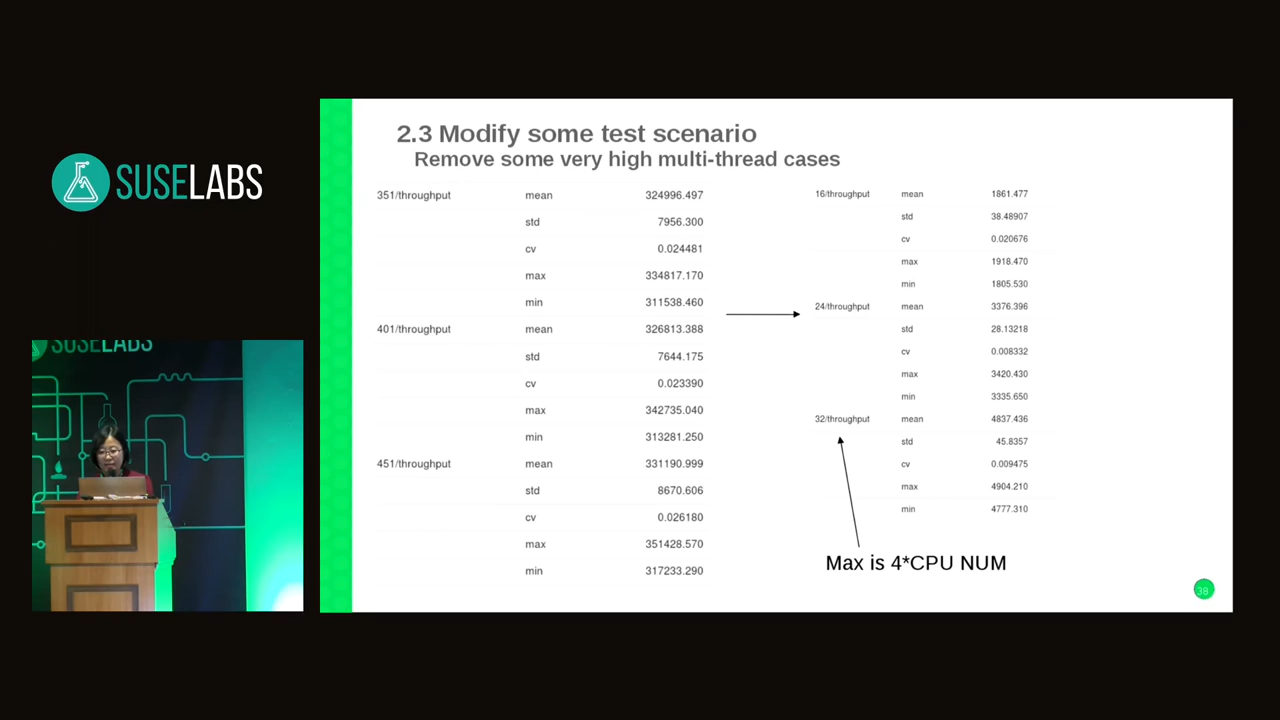 SUSELABS
SUSELABS
2.3 Modify some test scenario
Remove some very high multi-thread cases
351/throughput mean 324996.497
std 7956.300
cv 0.024481
max 334817.170
min 311538.460
401/throughput mean 326813.388
std 7644.175
cv 0.023390
max 342735.040
min 313281.250
451/throughput mean 331190.999
std 8670.606
cv 0.026180
max 351428.570
min 317233.290
16/throughput mean 1861.477
std 38.48907
cv 0.020676
max 1918.470
min 1805.530
24/throughput mean 3376.396
std 28.13218
cv 0.008332
max 3420.430
min 3335.650
32/throughput mean 4837.436
std 45.8357
cv 0.009475
max 4904.210
min 4777.310
Max is 4*CPU NUM
38